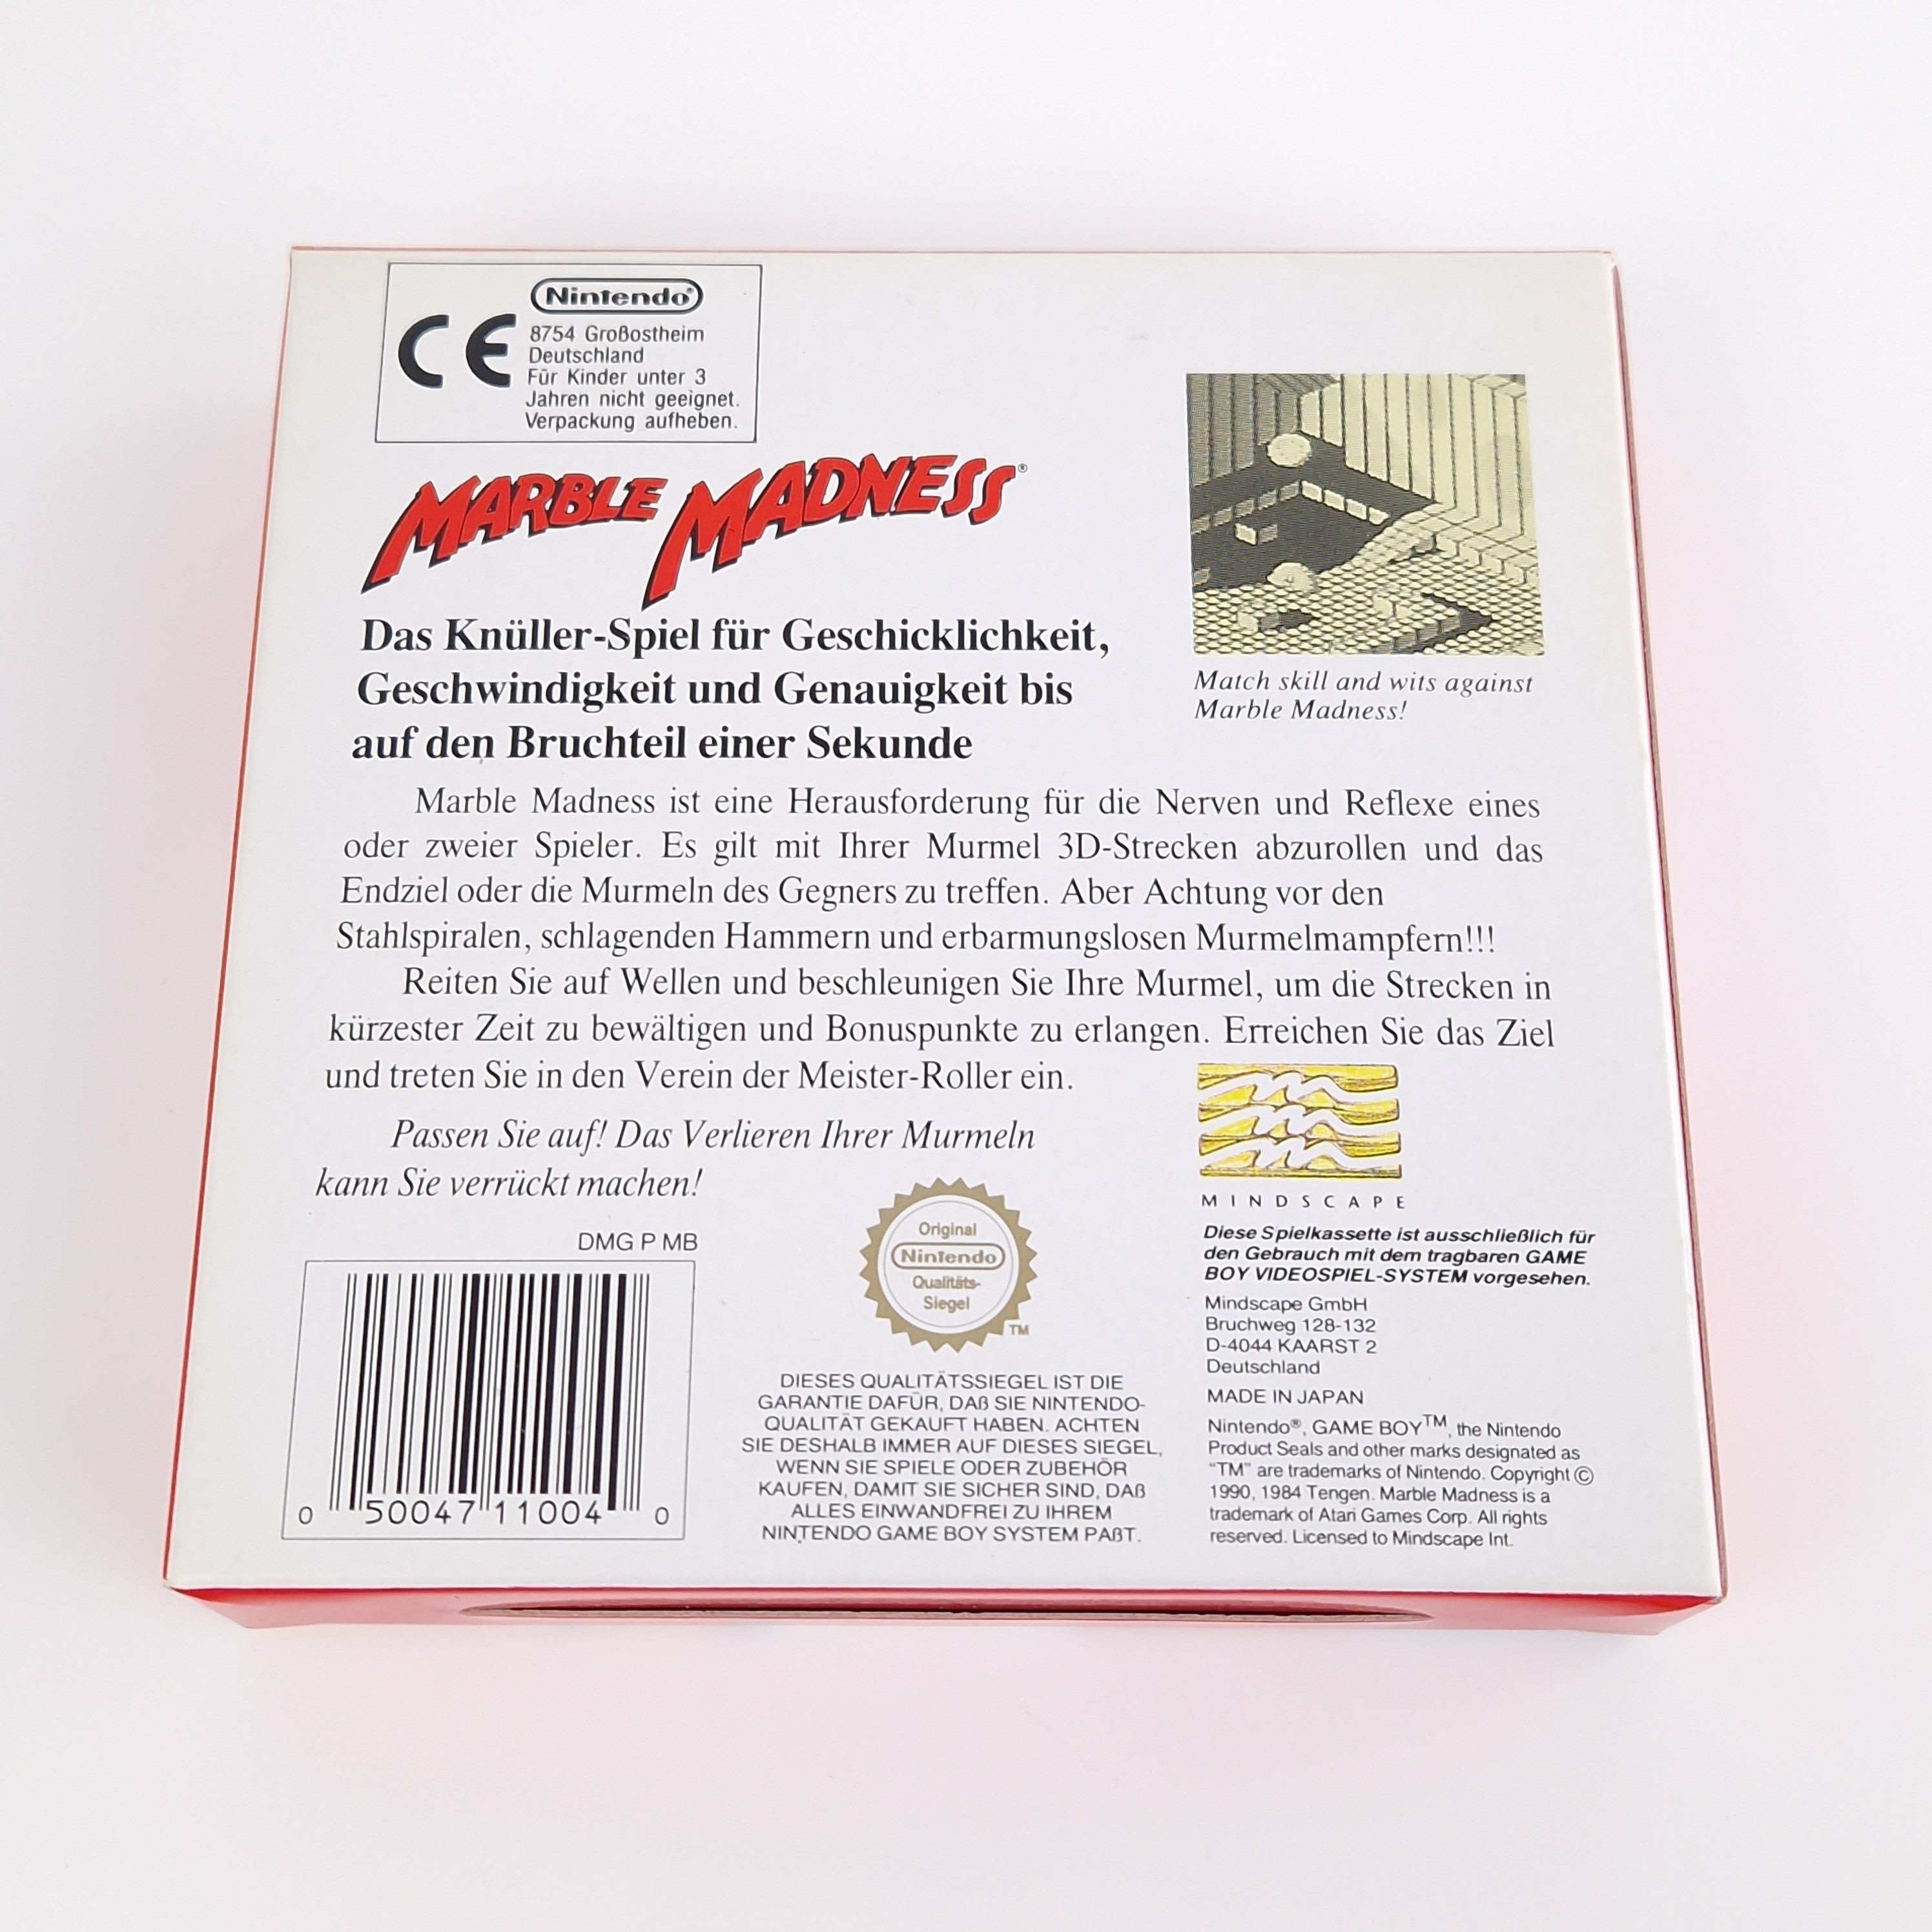 Nintendo®
CE
8754 Großostheim
Deutschland
Für Kinder unter 3
Jahren nicht geeignet.
Verpackung aufheben.
MARBLE MADNESS®
Match skill and wits against
Marble Madness!
Das Knüller-Spiel für Geschicklichkeit,
Geschwindigkeit und Genauigkeit bis
auf den Bruchteil einer Sekunde
Marble Madness ist eine Herausforderung für die Nerven und Reflexe eines
oder zweier Spieler. Es gilt mit Ihrer Murmel 3D-Strecken abzurollen und das
Endziel oder die Murmeln des Gegners zu treffen. Aber Achtung vor den
Stahlspiralen, schlagenden Hammern und erbarmungslosen Murmelmampfern!!!
Reiten Sie auf Wellen und beschleunigen Sie Ihre Murmel, um die Strecken in
kürzester Zeit zu bewältigen und Bonuspunkte zu erlangen. Erreichen Sie das Ziel
und treten Sie in den Verein der Meister-Roller ein.
Passen Sie auf! Das Verlieren Ihrer Murmeln
kann Sie verrückt machen!
DMG P MB
0 50047 11004 0
Original
Nintendo
Qualitäts-
Siegel
TM
DIESES QUALITÄTSSIEGEL IST DIE
GARANTIE DAFÜR, DAß SIE NINTENDO-
QUALITÄT GEKAUFT HABEN. ACHTEN
SIE DESHALB IMMER AUF DIESES SIEGEL,
WENN SIE SPIELE ODER ZUBEHÖR
KAUFEN, DAMIT SIE SICHER SIND, DAß
ALLES EINWANDFREI ZU IHREM
NINTENDO GAME BOY SYSTEM PAßT.
MINDSCAPE
Diese Spielkassette ist ausschließlich für
den Gebrauch mit dem tragbaren GAME
BOY VIDEOSPIEL-SYSTEM vorgesehen.
Mindscape GmbH
Bruchweg 128-132
D-4044 KAARST 2
Deutschland
MADE IN JAPAN
Nintendo®, GAME BOY™, the Nintendo
Product Seals and other marks designated as
"TM" are trademarks of Nintendo. Copyright ©
1990, 1984 Tengen. Marble Madness is a
trademark of Atari Games Corp. All rights
reserved. Licensed to Mindscape Int.